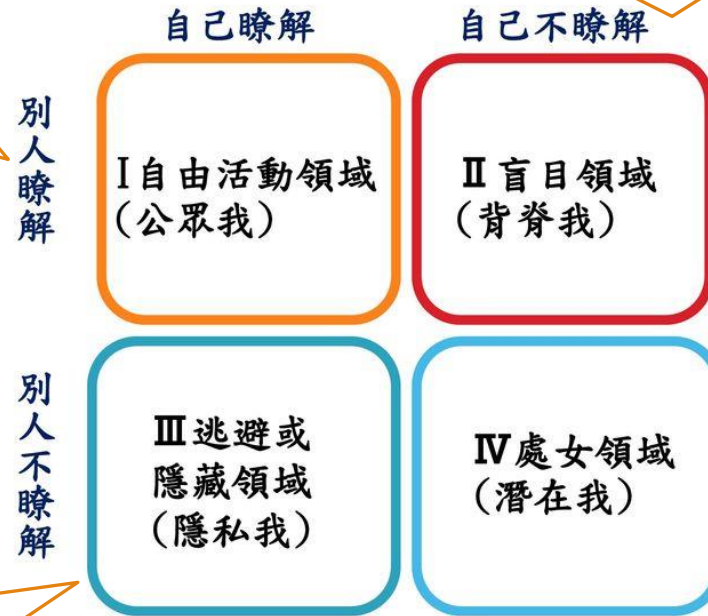 自己瞭解
自己不瞭解
別人瞭解
I自由活動領域
(公眾我)
II盲目領域
(背脊我)
別人不瞭解
III逃避或
隱藏領域
(隱私我)
IV處女領域
(潛在我)